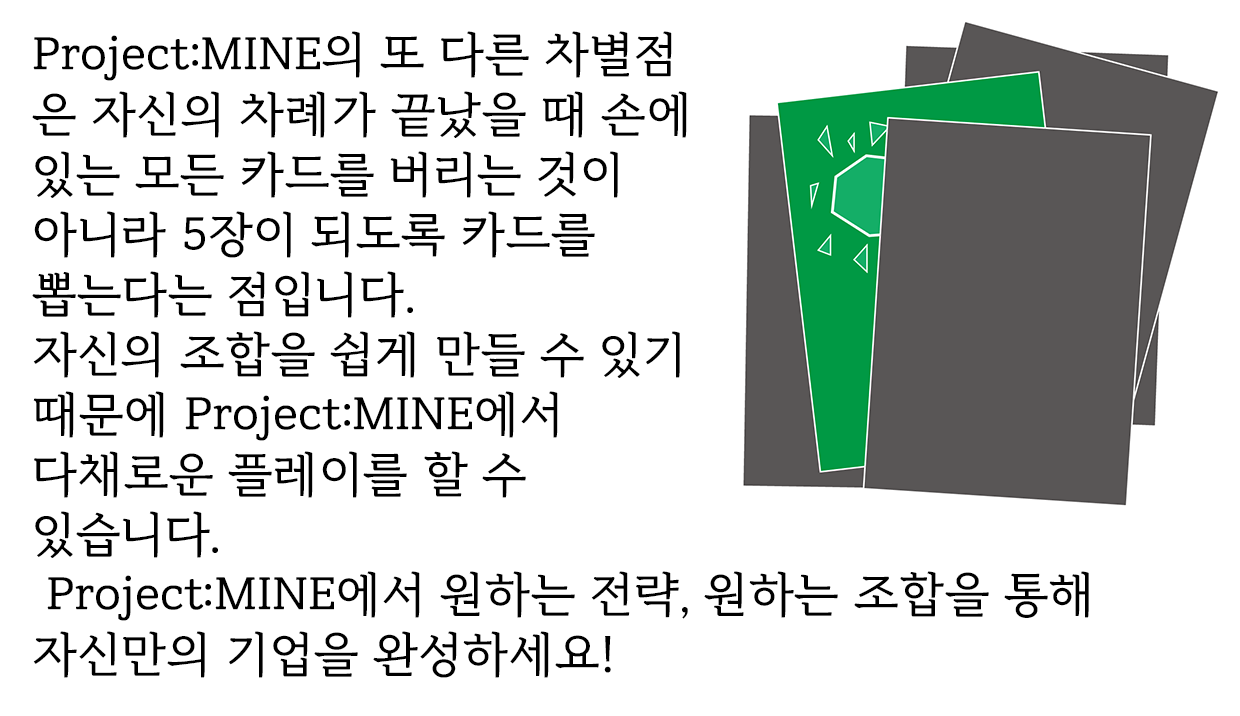 Project:MINE의 또 다른 차별점
은 자신의 차례가 끝났을 때 손에
있는 모든 카드를 버리는 것이
아니라 5장이 되도록 카드를
뽑는다는 점입니다.
자신의 조합을 쉽게 만들 수 있기
때문에 Project:MINE에서
다채로운 플레이를 할 수
있습니다.
Project:MINE에서 원하는 전략, 원하는 조합을 통해
자신만의 기업을 완성하세요!